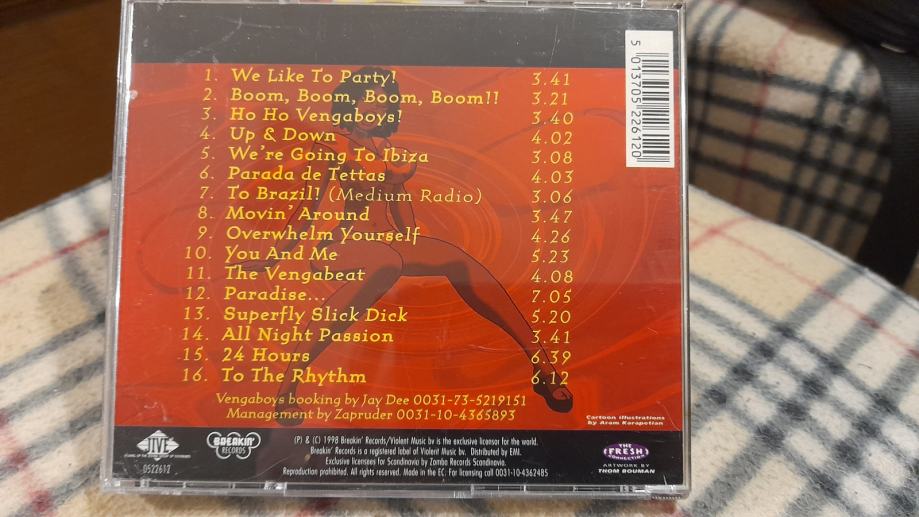 1. We Like To Party! 3.41
2. Boom, Boom, Boom, Boom!! 3.21
3. Ho Ho Vengaboys! 3.40
4. Up & Down 4.02
5. We're Going To Ibiza 3.08
6. Parada de Tettas 4.03
7. To Brazil! (Medium Radio) 3.06
8. Movin' Around 3.47
9. Overwhelm Yourself 4.26
10. You And Me 5.23
11. The Vengabeat 4.08
12. Paradise... 7.05
13. Superfly Slick Dick 5.20
14. All Night Passion 3.41
15. 24 Hours 6.39
16. To The Rhythm 6.12
Vengaboys booking by Jay Dee 0031-73-5219151
Management by Zapruder 0031-10-4365893
5 013705 226120
Cartoon illustrations
by Aram Karapetian
JIVE
0522612
BREAKIN'
RECORDS
(P) & (C) 1998 Breakin' Records/Violent Music bv is the exclusive licensor for the world.
Breakin' Records is a registered label of Violent Music bv. Distributed by EMI.
Exclusive licensees for Scandinavia by Zomba Records Scandinavia.
Reproduction prohibited. All rights reserved. Made in the EC. For licensing call 0031-10-4362485
THE
FRESH
CONNECTION
ARTWORK BY
THOM BOUMAN